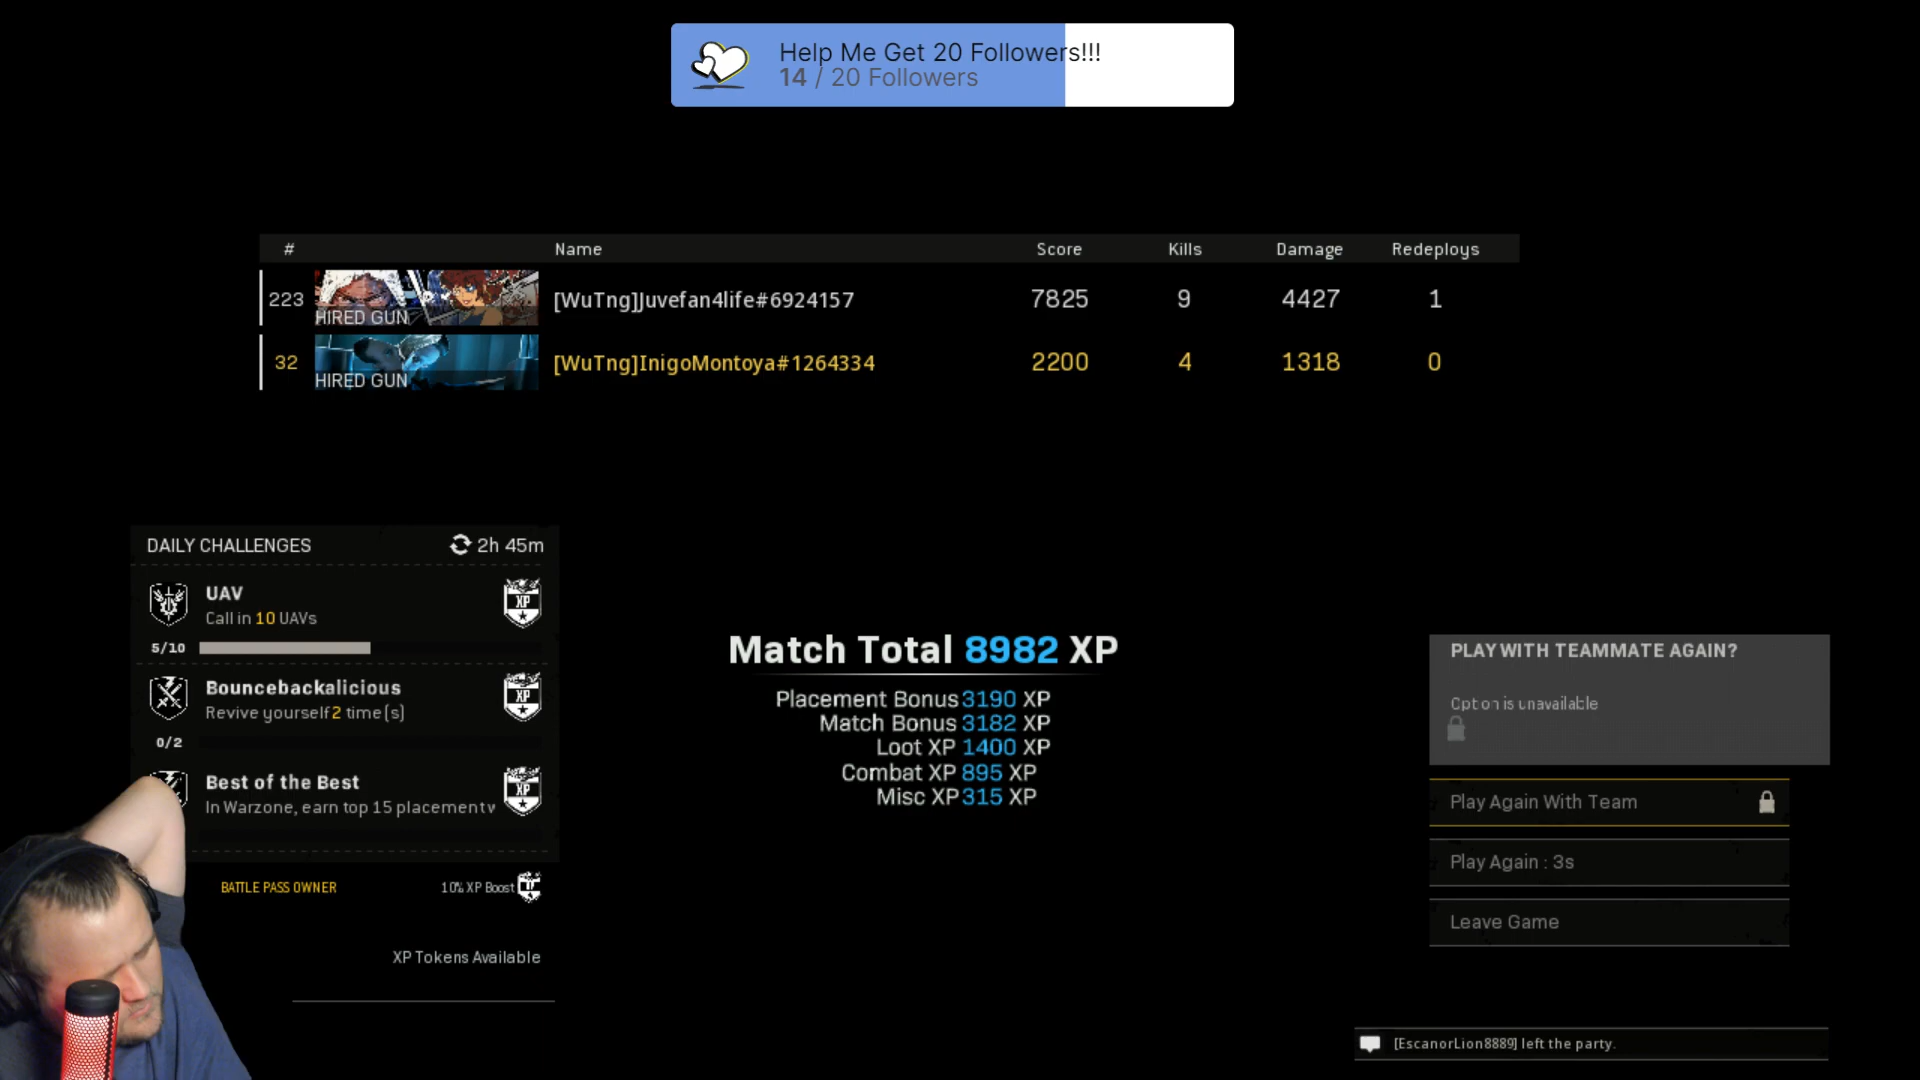 Help Me Get 20 Followers!!!
14 / 20 Followers
# Name Score Kills Damage Redeploys
223 HIRED GUN [WuTng]Juvefan4life#6924157 7825 9 4427 1
32 HIRED GUN [WuTng]InigoMontoya#1264334 2200 4 1318 0
DAILY CHALLENGES 2h 45m
UAV
Call in 10 UAVs
XP
5/10
Bouncebackalicious
Revive yourself 2 time(s)
XP
0/2
Best of the Best
In Warzone, earn top 15 placement
XP
BATTLE PASS OWNER 10% XP Boost
XP Tokens Available
Match Total 8982 XP
Placement Bonus 3190 XP
Match Bonus 3182 XP
Loot XP 1400 XP
Combat XP 895 XP
Misc XP 315 XP
PLAY WITH TEAMMATE AGAIN?
Option is unavailable
Play Again With Team
Play Again : 3s
Leave Game
[EscanorLion8889] left the party.